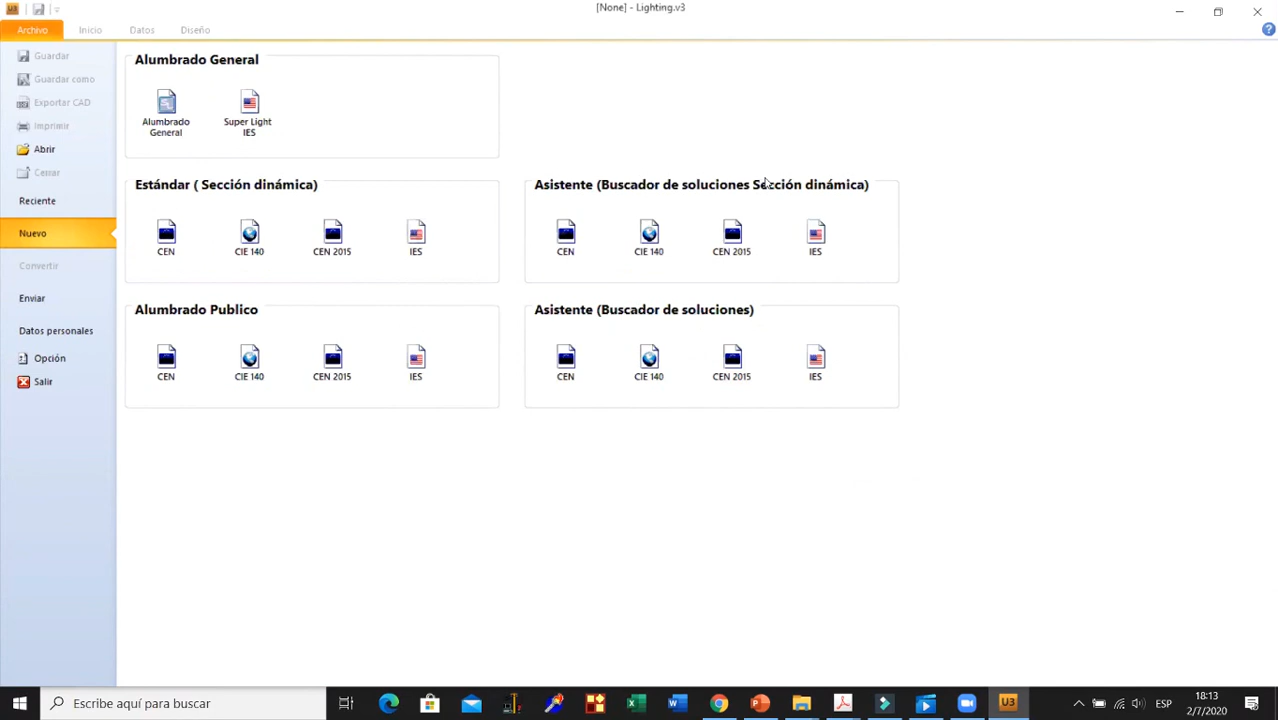 U3
[None] - Lighting.v3
Archivo
Inicio
Datos
Diseño
Guardar
Guardar como
Exportar CAD
Imprimir
Abrir
Cerrar
Reciente
Nuevo
Convertir
Enviar
Datos personales
Opción
Salir
Alumbrado General
Alumbrado
General
Super Light
IES
Estándar ( Sección dinámica)
CEN
CIE 140
CEN 2015
IES
Asistente (Buscador de soluciones Sección dinámica)
CEN
CIE 140
CEN 2015
IES
Alumbrado Publico
CEN
CIE 140
CEN 2015
IES
Asistente (Buscador de soluciones)
CEN
CIE 140
CEN 2015
IES
Escribe aquí para buscar
U3
ESP
18:13
2/7/2020